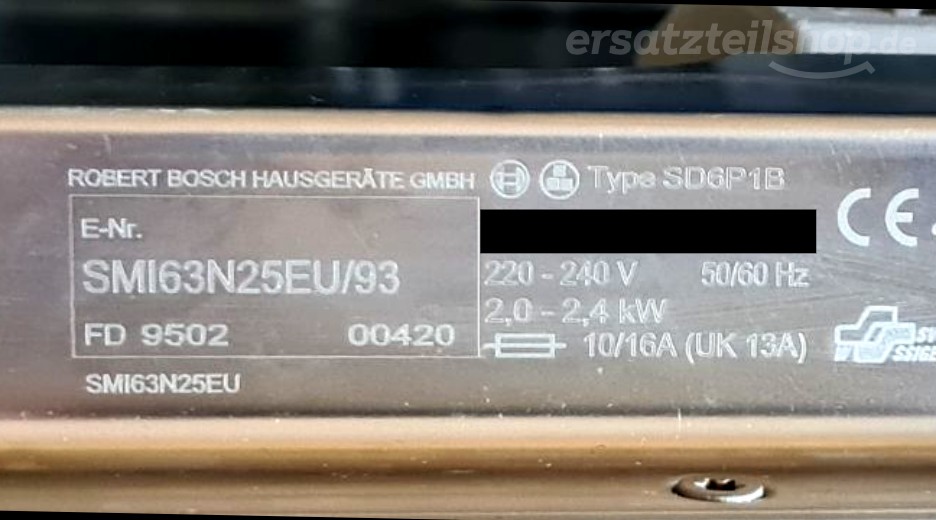 ersatzteilshop.de
ROBERT BOSCH HAUSGERÄTE GMBH Type SD6P1B
E-Nr.
SMI63N25EU/93
FD 9502 00420
SMI63N25EU
220 - 240 V 50/60 Hz
2,0 - 2,4 kW
10/16A (UK 13A)
CE